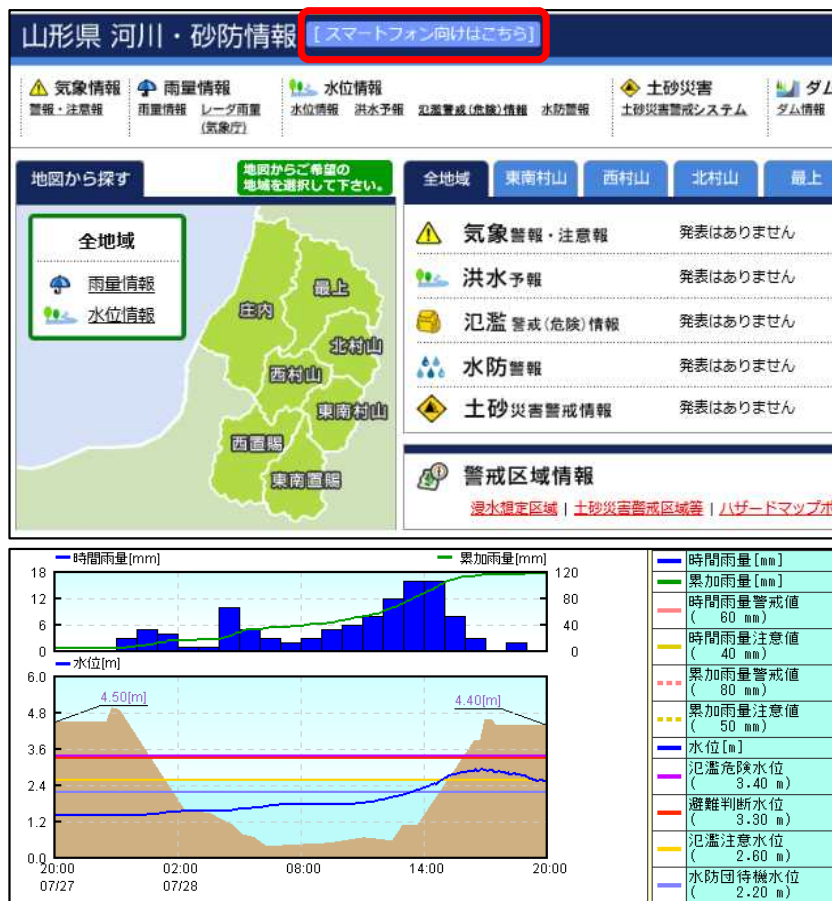 山形県 河川・砂防情報 [スマートフォン向けはこちら]
気象情報 雨量情報 水位情報 土砂災害
警報・注意報 雨量情報 レーダ雨量 水位情報 洪水予報 氾濫警戒(危険)情報 水防警報 土砂災害警戒システム ダム情報
(気象庁)
地図から探す
地図からご希望の
地域を選択して下さい。
全地域
雨量情報
水位情報
庄内
最上
北村山
西村山
東南村山
西置賜
東南置賜
全地域 東南村山 西村山 北村山 最上
気象警報・注意報 発表はありません
洪水予報 発表はありません
氾濫警戒(危険)情報 発表はありません
水防警報 発表はありません
土砂災害警戒情報 発表はありません
警戒区域情報
浸水想定区域 | 土砂災害警戒区域等 |
時間雨量[mm] 累加雨量[mm]
18 120
12 80
6 40
0 0
水位[m]
6.0
4.50[m] 4.40[m]
4.8
3.6
2.4
1.2
0.0
20:00 02:00 08:00 14:00 20:00
07/27 07/28
時間雨量[mm]
累加雨量[mm]
時間雨量警戒値
( 60 mm)
時間雨量注意値
( 40 mm)
累加雨量警戒値
( 80 mm)
累加雨量注意値
( 50 mm)
水位[m]
氾濫危険水位
( 3.40 m)
避難判断水位
( 3.30 m)
氾濫注意水位
( 2.60 m)
水防団待機水位
( 2.20 m)